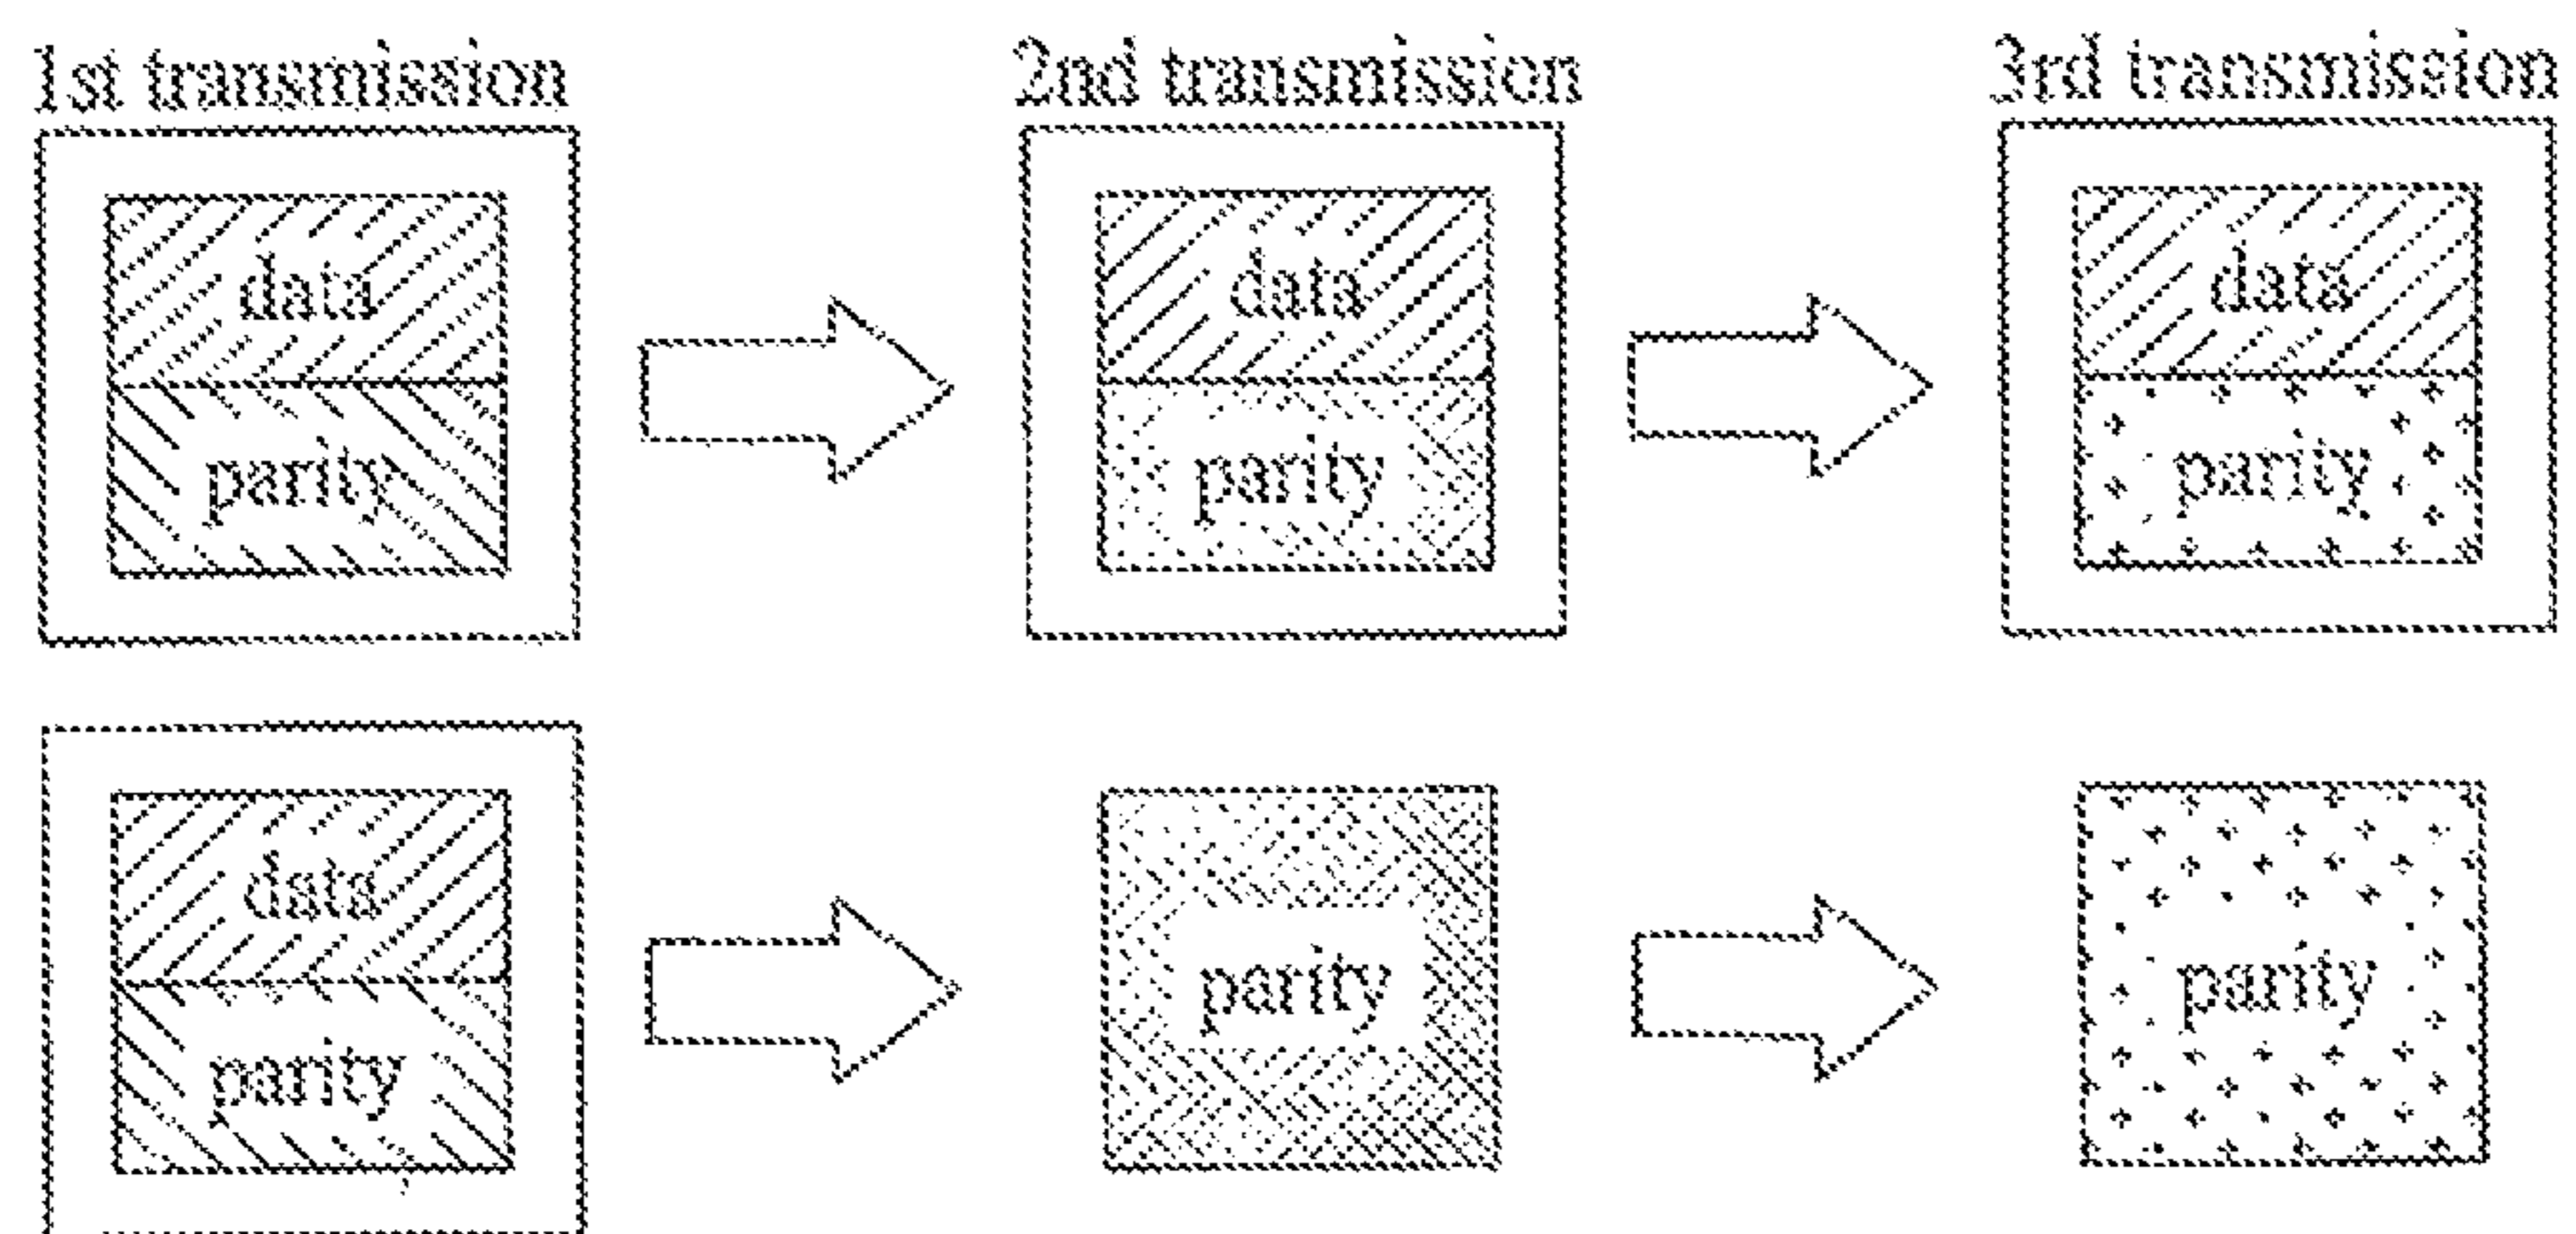 1st transmission 2nd transmission 3rd transmission
data data data
parity parity parity
data
parity parity
parity